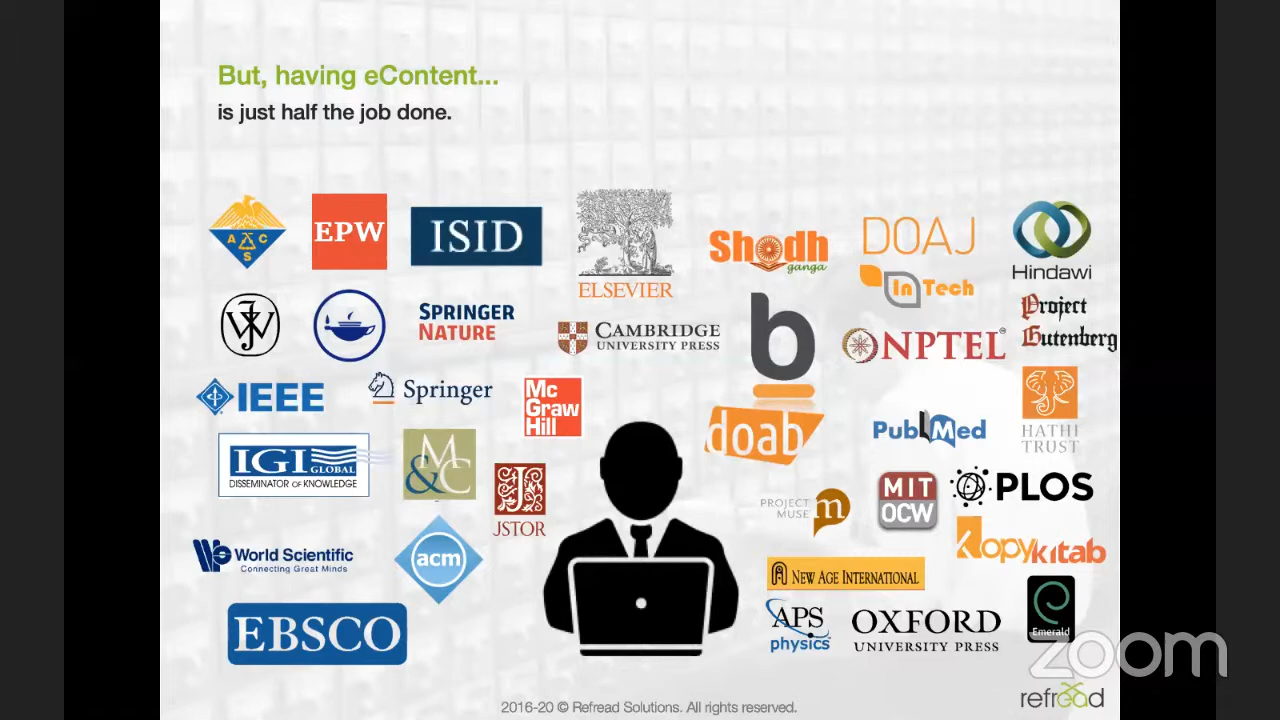 But, having eContent...
is just half the job done.
ACS
EPW
ISID
ELSEVIER
Shodh
ganga
DOAJ
InTech
Hindawi
SPRINGER
NATURE
CAMBRIDGE
UNIVERSITY PRESS
b
NPTEL®
Project
Gutenberg
IEEE
Springer
Mc
Graw
Hill
doab
PubMed
HATHI
TRUST
IGI GLOBAL
DISSEMINATOR OF KNOWLEDGE
M
&C
JSTOR
PROJECT
MUSE
m
MIT
OCW
PLOS
World Scientific
Connecting Great Minds
acm
kopykitab
NEW AGE INTERNATIONAL
EBSCO
APS
physics
OXFORD
UNIVERSITY PRESS
Emerald
zoom
refread
2016-20 © Refread Solutions. All rights reserved.